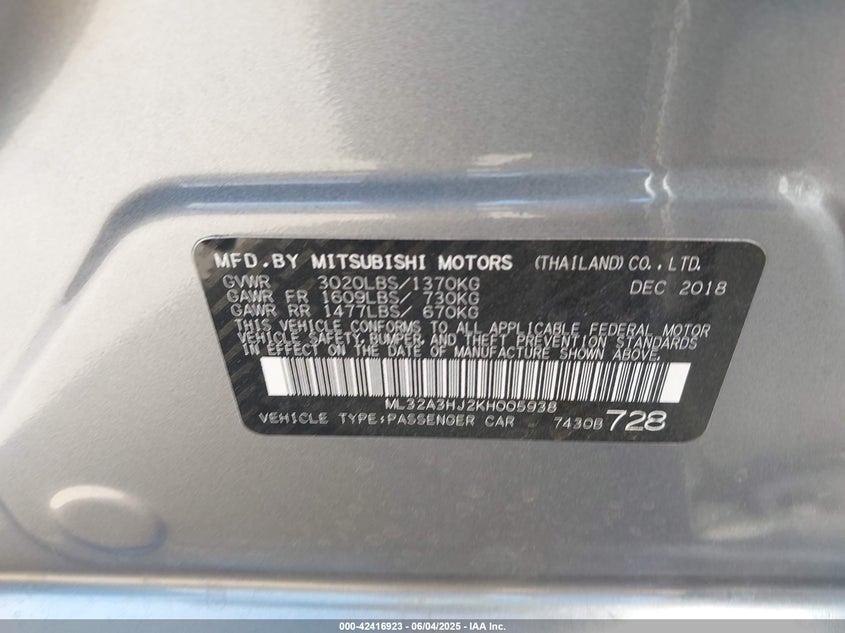 MFD.BY MITSUBISHI MOTORS (THAILAND) CO., LTD.
GVWR 3020LBS/1370KG DEC 2018
GAWR FR 1609LBS/ 730KG
GAWR RR 1477LBS/ 670KG
THIS VEHICLE CONFORMS TO ALL APPLICABLE FEDERAL MOTOR
VEHICLE SAFETY, BUMPER, AND THEFT PREVENTION STANDARDS
IN EFFECT ON THE DATE OF MANUFACTURE SHOWN ABOVE.
ML32A3HJ2KH005938
VEHICLE TYPE:PASSENGER CAR 7430B 728
000-42416923 - 06/04/2025 - IAA Inc.